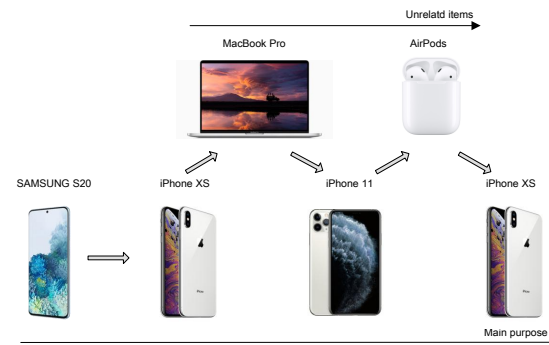 Unrelatd items
MacBook Pro
AirPods
SAMSUNG S20
iPhone XS
iPhone 11
iPhone XS
Main purpose